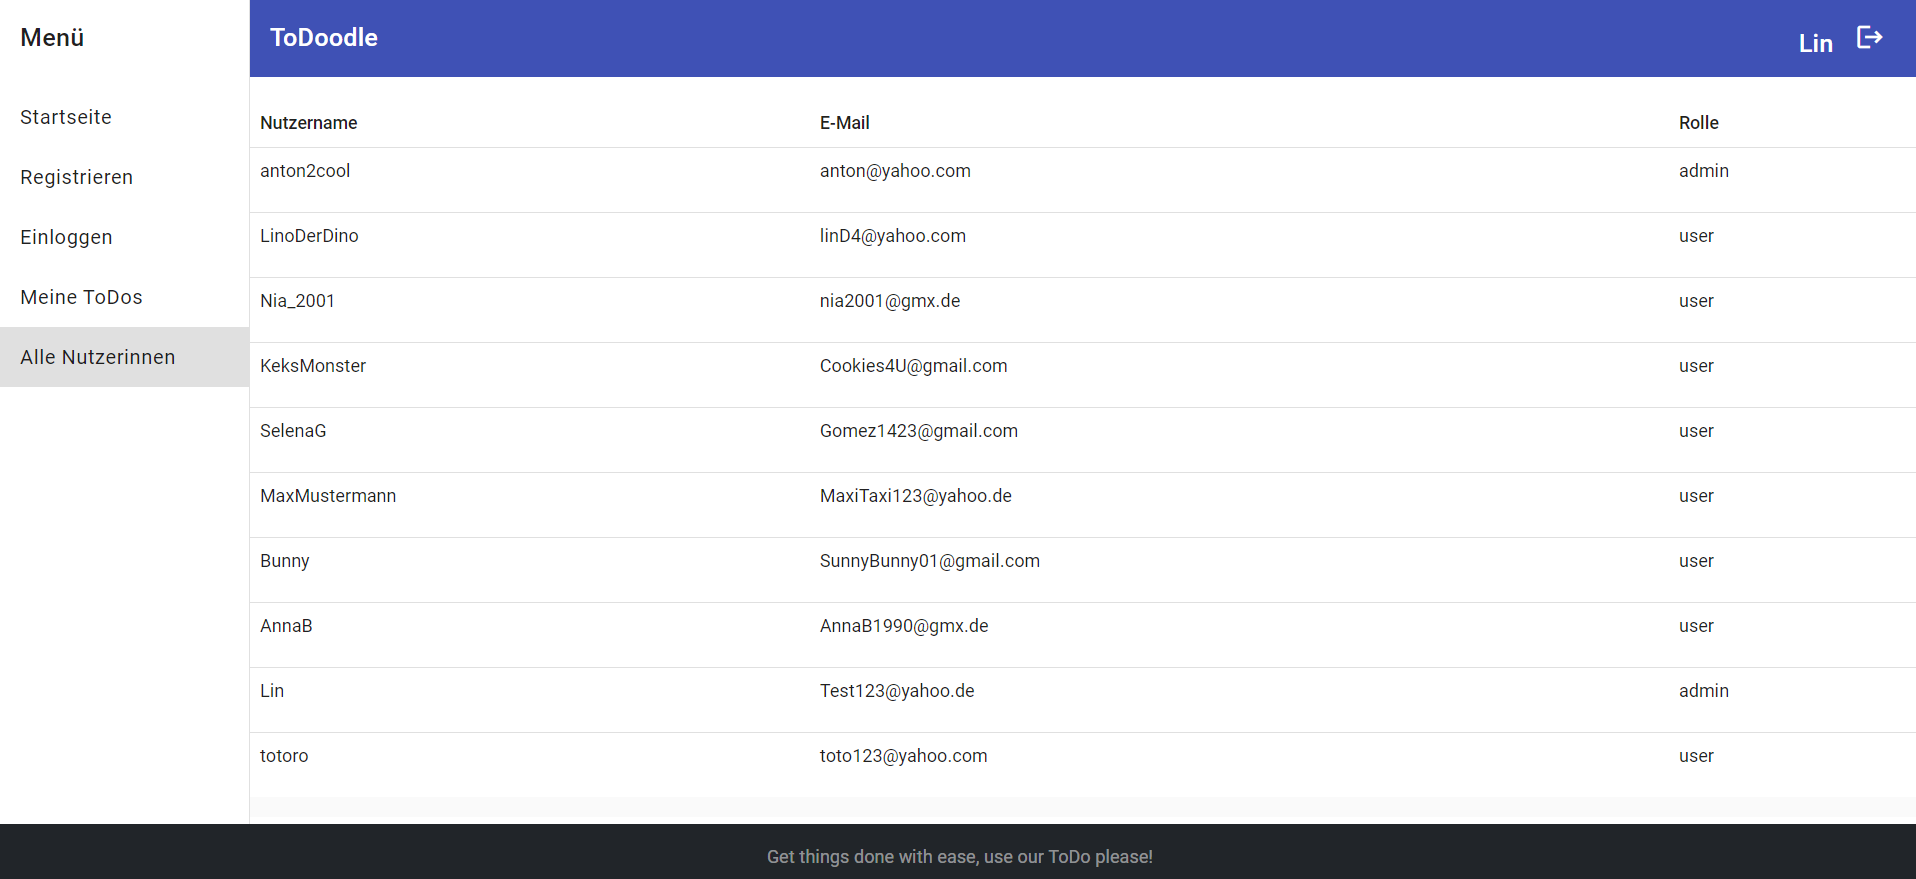 Menü
ToDoodle
Lin
Startseite
Registrieren
Einloggen
Meine ToDos
Alle Nutzerinnen
Nutzername E-Mail Rolle
anton2cool anton@yahoo.com admin
LinoDerDino linD4@yahoo.com user
Nia_2001 nia2001@gmx.de user
KeksMonster Cookies4U@gmail.com user
SelenaG Gomez1423@gmail.com user
MaxMustermann MaxiTaxi123@yahoo.de user
Bunny SunnyBunny01@gmail.com user
AnnaB AnnaB1990@gmx.de user
Lin Test123@yahoo.de admin
totoro toto123@yahoo.com user
Get things done with ease, use our ToDo please!